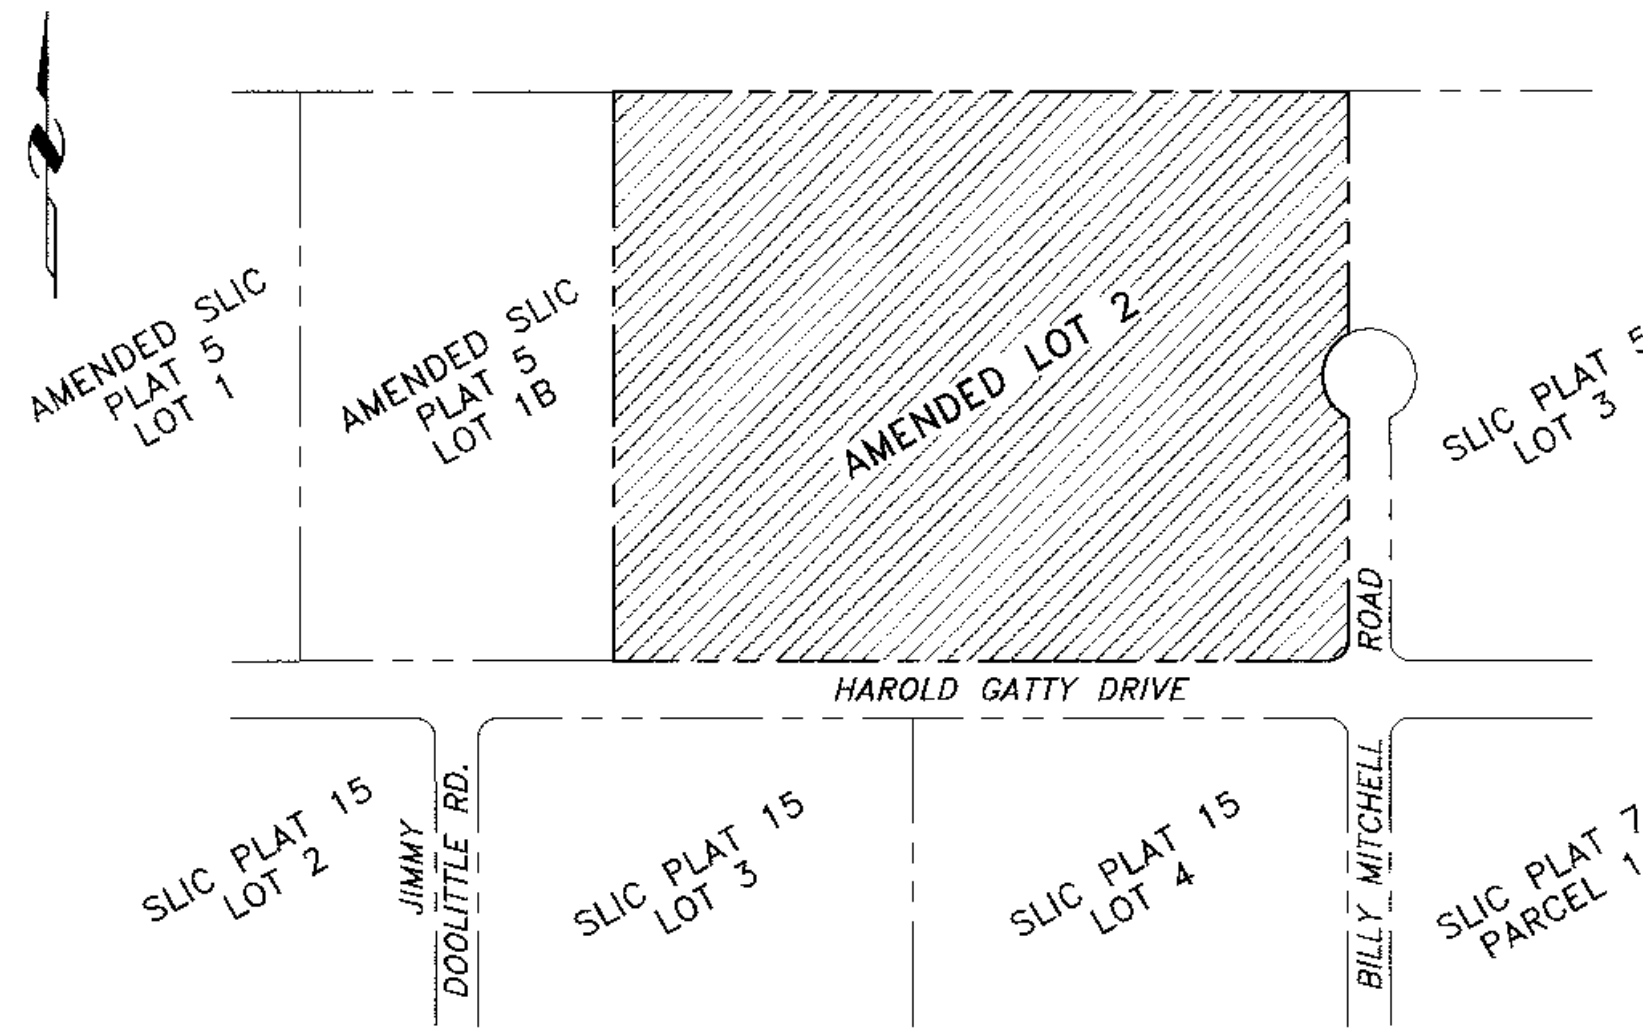 AMENDED SLIC
PLAT 5
LOT 1
AMENDED SLIC
PLAT 5
LOT 1B
AMENDED LOT 2
SLIC PLAT 5
LOT 3
ROAD
HAROLD GATTY DRIVE
SLIC PLAT 15
LOT 2
JIMMY
DOOLITTLE RD.
SLIC PLAT 15
LOT 3
SLIC PLAT 15
LOT 4
BILLY MITCHELL
SLIC PLAT 7
PARCEL 1